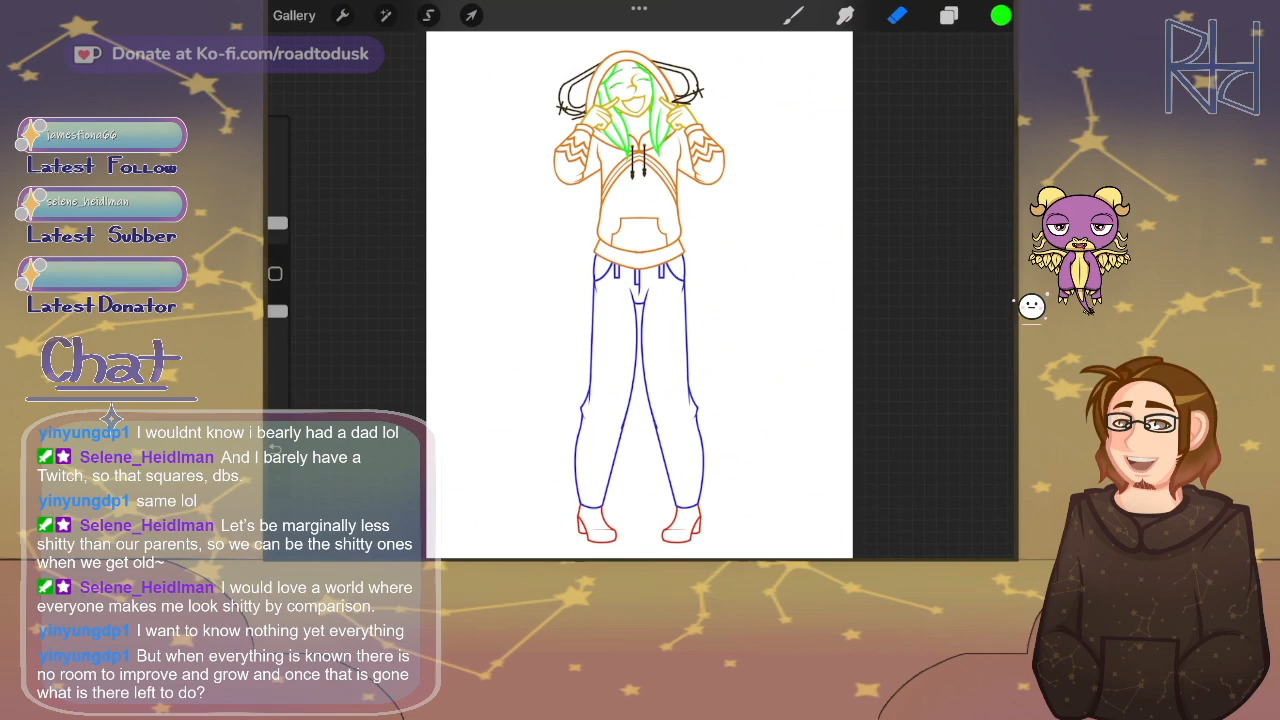 Gallery
Donate at Ko-fi.com/roadtodusk
Rtd
jamesfiona66
Latest Follow
selene_heidlman
Latest Subber
Latest Donator
Chat
yinyungdp1 I wouldnt know i bearly had a dad lol
Selene_Heidlman And I barely have a
Twitch, so that squares, dbs.
yinyungdp1 same lol
Selene_Heidlman Let's be marginally less
shitty than our parents, so we can be the shitty ones
when we get old~
Selene_Heidlman I would love a world where
everyone makes me look shitty by comparison.
yinyungdp1 I want to know nothing yet everything
yinyungdp1 But when everything is known there is
no room to improve and grow and once that is gone
what is there left to do?